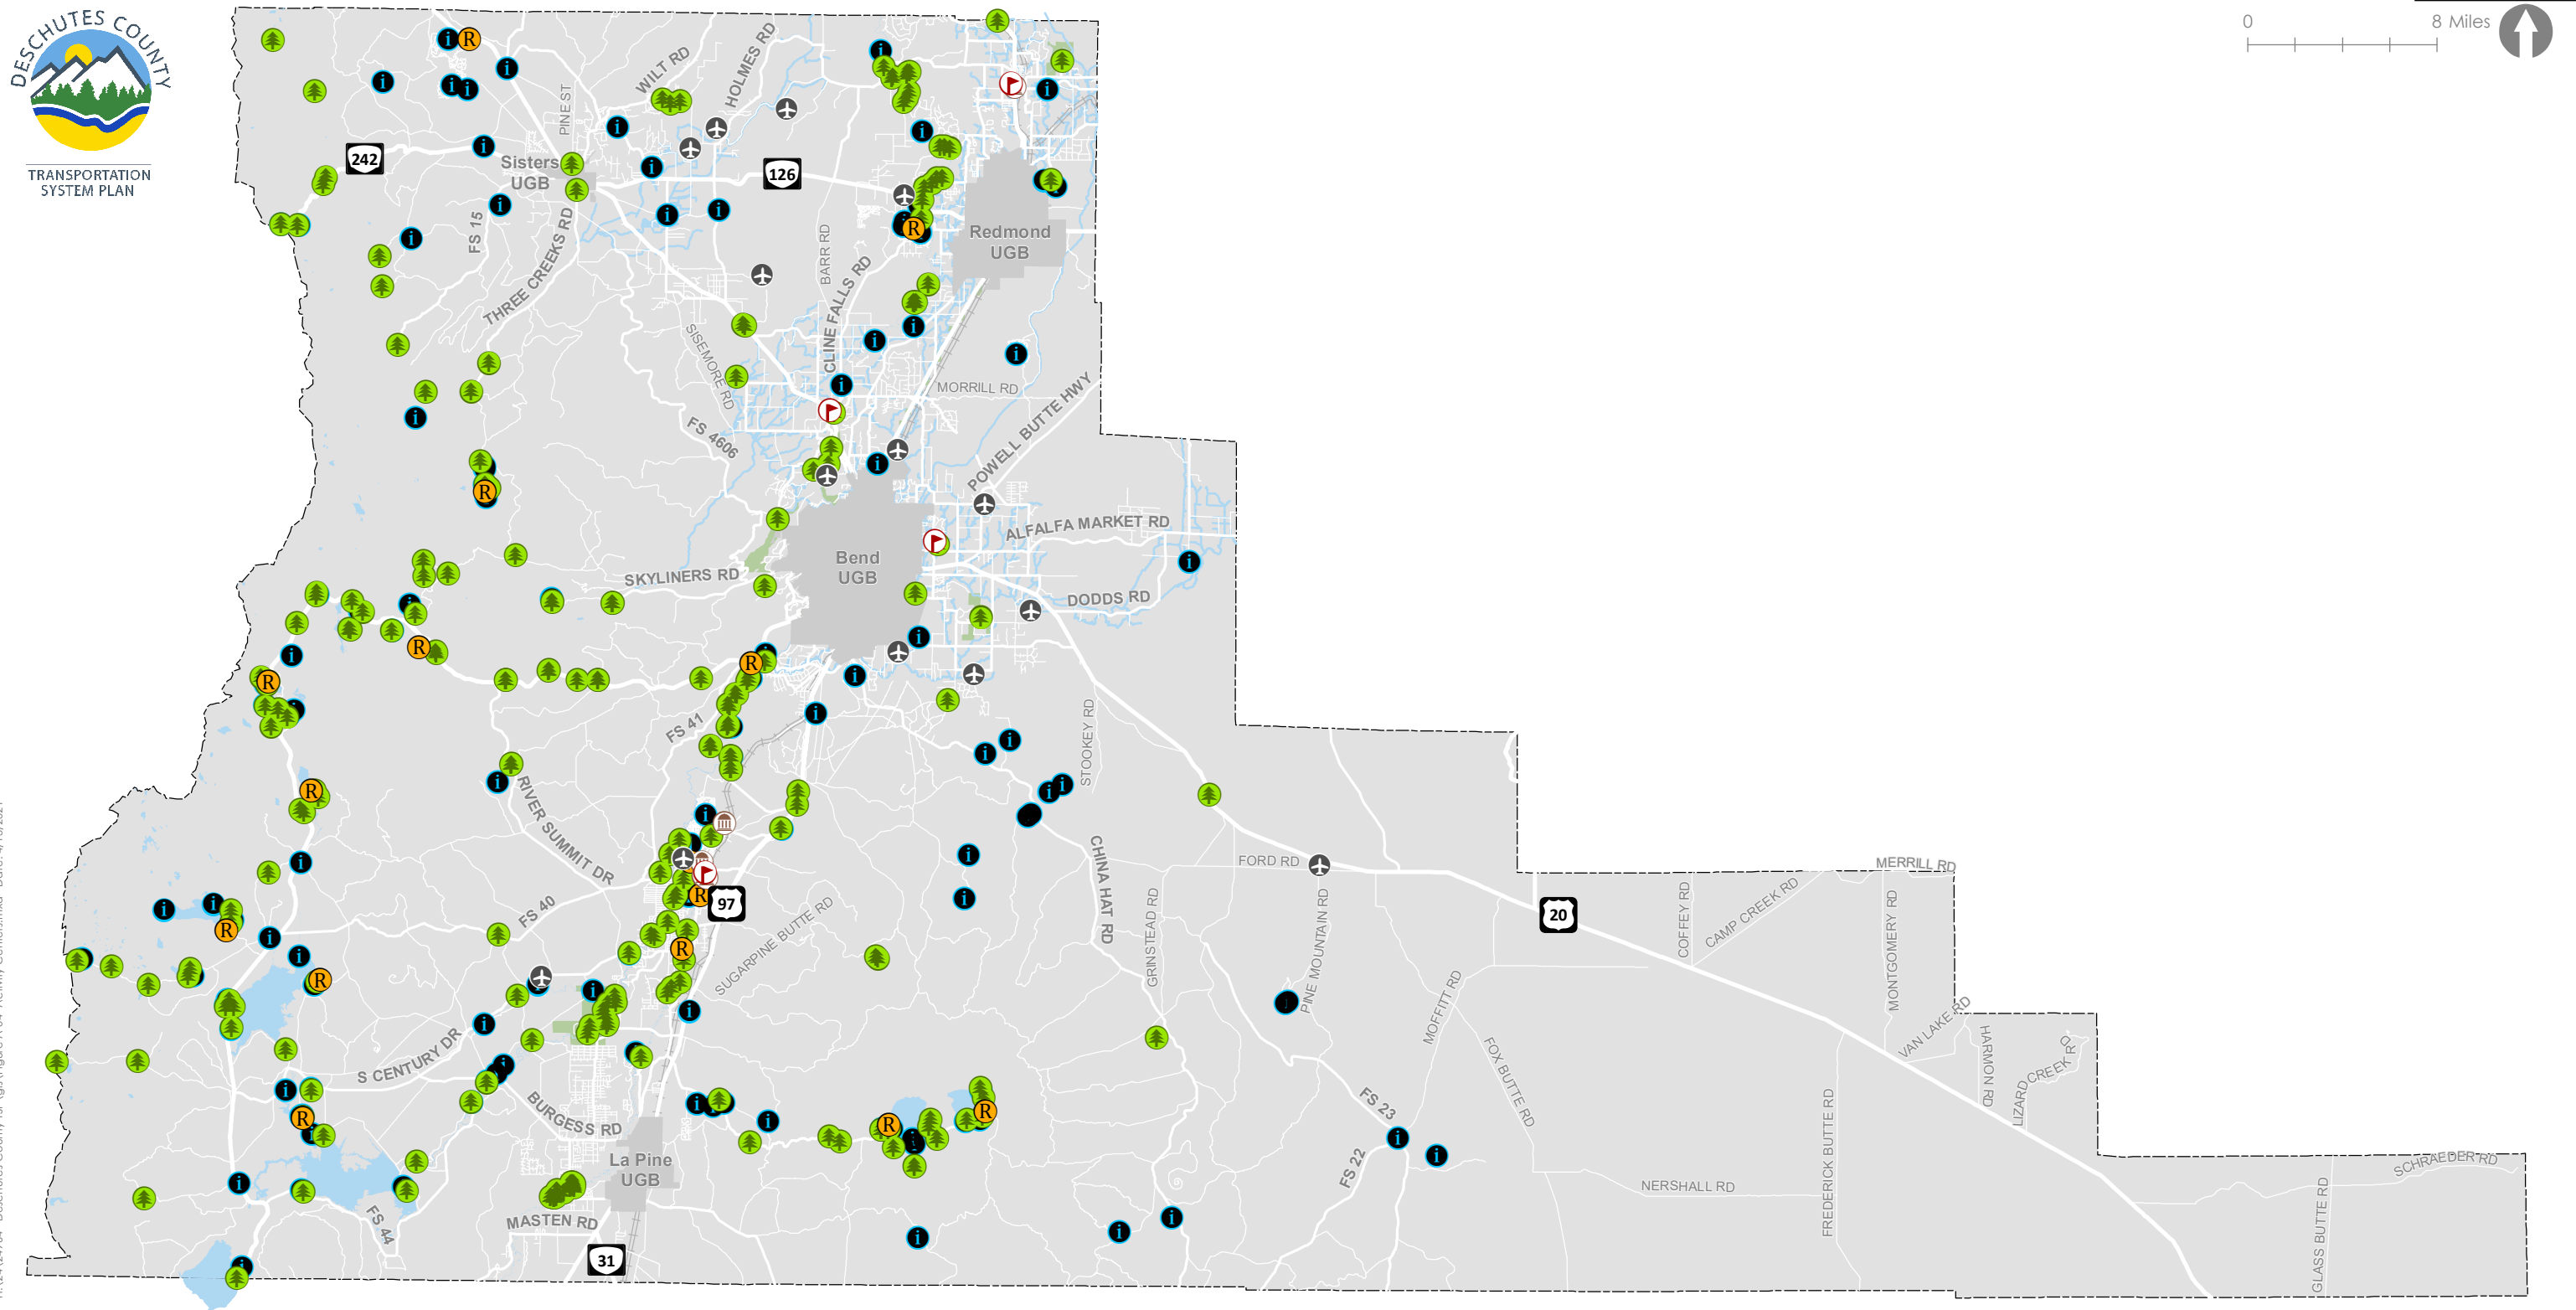 DESCHUTES COUNTY
TRANSPORTATION
SYSTEM PLAN
0
8 Miles
WILT RD
HOLMES RD
PINE ST
242
Sisters
UGB
126
FS 15
THREE CREEKS RD
BARR RD
CLINE FALLS RD
Redmond
UGB
SISEMORE RD
MORRILL RD
FS 4606
POWELL BUTTE HWY
ALFALFA MARKET RD
Bend
UGB
SKYLINERS RD
DODDS RD
FS 41
STOOKEY RD
RIVER SUMMIT DR
CHINA HAT RD
FORD RD
MERRILL RD
FS 40
97
SUGARPINE BUTTE RD
GRINSTEAD RD
PINE MOUNTAIN RD
20
COFFEY RD
CAMP CREEK RD
MONTGOMERY RD
MOFFITT RD
VAN LAKE RD
HARMON RD
LIZARD CREEK RD
FOX BUTTE RD
S CENTURY DR
BURGESS RD
FS 23
FREDERICK BUTTE RD
La Pine
UGB
FS 22
NERSHALL RD
SCHRAEDER RD
GLASS BUTTE RD
FS 44
MASTEN RD
31